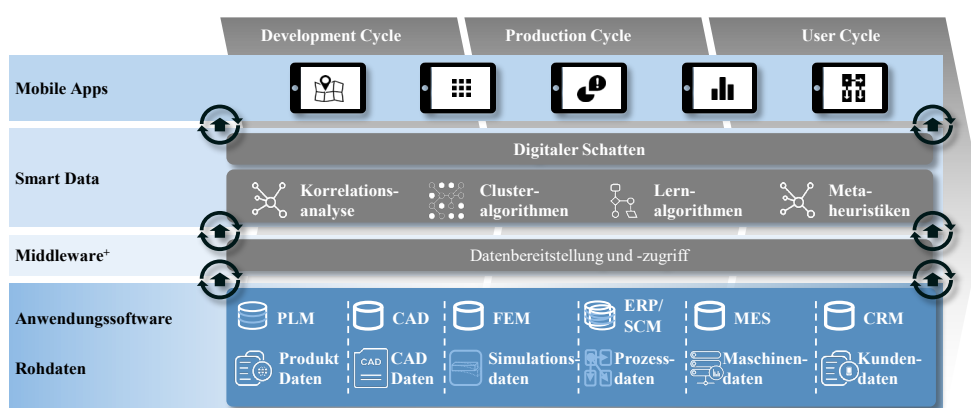 Development Cycle
Production Cycle
User Cycle
Mobile Apps
Smart Data
Digitaler Schatten
Korrelations-
analyse
Cluster-
algorithmen
Lern-
algorithmen
Meta-
heuristiken
Middleware⁺
Datenbereitstellung und -zugriff
Anwendungssoftware
PLM
CAD
FEM
ERP/
SCM
MES
CRM
Rohdaten
Produkt
Daten
CAD
CAD
Daten
Simulations-
daten
Prozess-
daten
Maschinen-
daten
Kunden-
daten